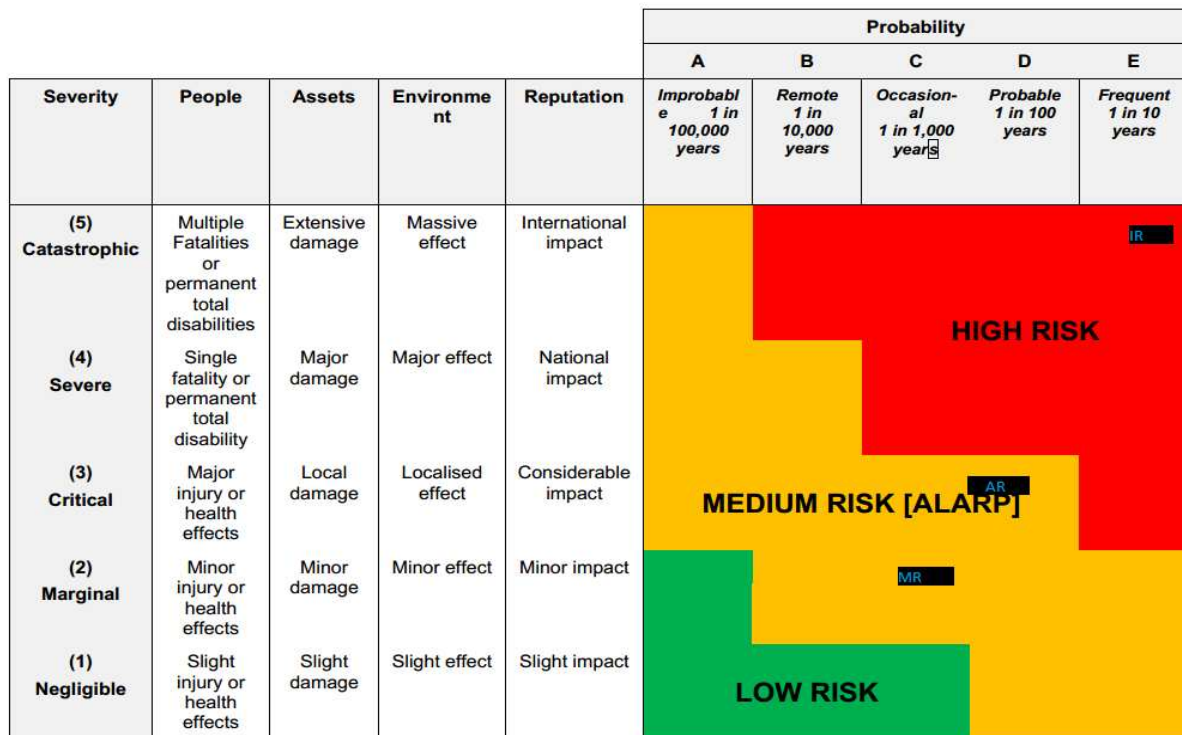 Probability
A B C D E
Severity People Assets Environme Reputation Improbabl Remote Occasion- Probable Frequent
nt e 1 in 1 in al 1 in 100 1 in 10
100,000 10,000 1 in 1,000 years years
years years years
(5) Multiple Extensive Massive International
Catastrophic Fatalities damage effect impact IR
or
permanent
total
disabilities
HIGH RISK
(4) Single Major Major effect National
Severe fatality or damage impact
permanent
total
disability
(3) Major Local Localised Considerable
Critical injury or damage effect impact AR
health MEDIUM RISK [ALARP]
effects
(2) Minor Minor Minor effect Minor impact MR
Marginal injury or damage
health
effects
(1) Slight Slight Slight effect Slight impact
Negligible injury or damage LOW RISK
health
effects